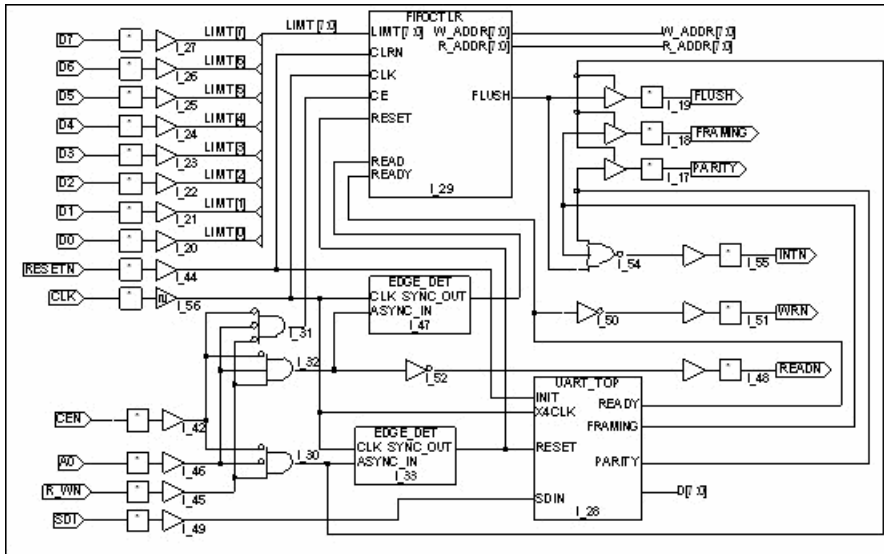 FIFOCTLR
D7 * I_27 LIMT[7] LIMT[7:0] LIMT[7:0] W_ADDR[7:0] W_ADDR[7:0]
R_ADDR[7:0] R_ADDR[7:0]
D6 * I_26 LIMT[6] CLRN
D5 * I_25 LIMT[5] CLK
CE FLUSH * I_19 FLUSH
D4 * I_24 LIMT[4] RESET
* I_18 FRAMING
D3 * I_23 LIMT[3] READ
READY
* I_17 PARITY
D2 * I_22 LIMT[2] I_29
D1 * I_21 LIMT[1]
D0 * I_20 LIMT[0]
I_54 * I_55 INTN
RESETN * I_44
EDGE_DET
CLK * I_56 CLK SYNC_OUT
ASYNC_IN
I_47
I_31
I_50 * I_51 WRN
I_32 I_52 * I_48 READN
UART_TOP
INIT READY
X4CLK
FRAMING
CEN * I_42
EDGE_DET
CLK SYNC_OUT RESET
ASYNC_IN PARITY
I_33
A0 * I_46 I_30
R_WN * I_45
SDIN D[7:0]
SDI * I_49 I_28